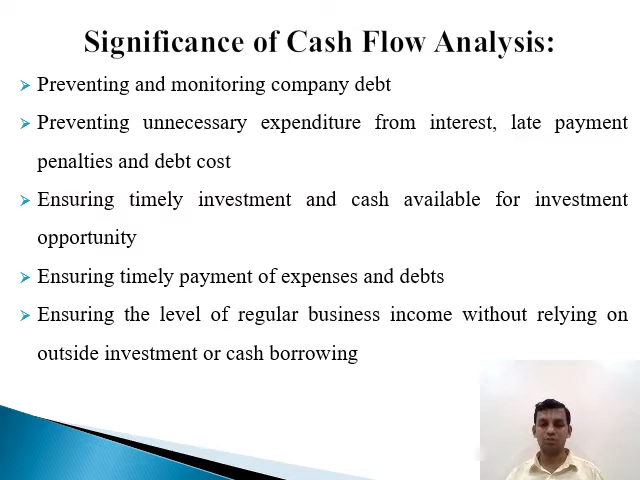 Significance of Cash Flow Analysis:
Preventing and monitoring company debt
Preventing unnecessary expenditure from interest, late payment
penalties and debt cost
Ensuring timely investment and cash available for investment
opportunity
Ensuring timely payment of expenses and debts
Ensuring the level of regular business income without relying on
outside investment or cash borrowing